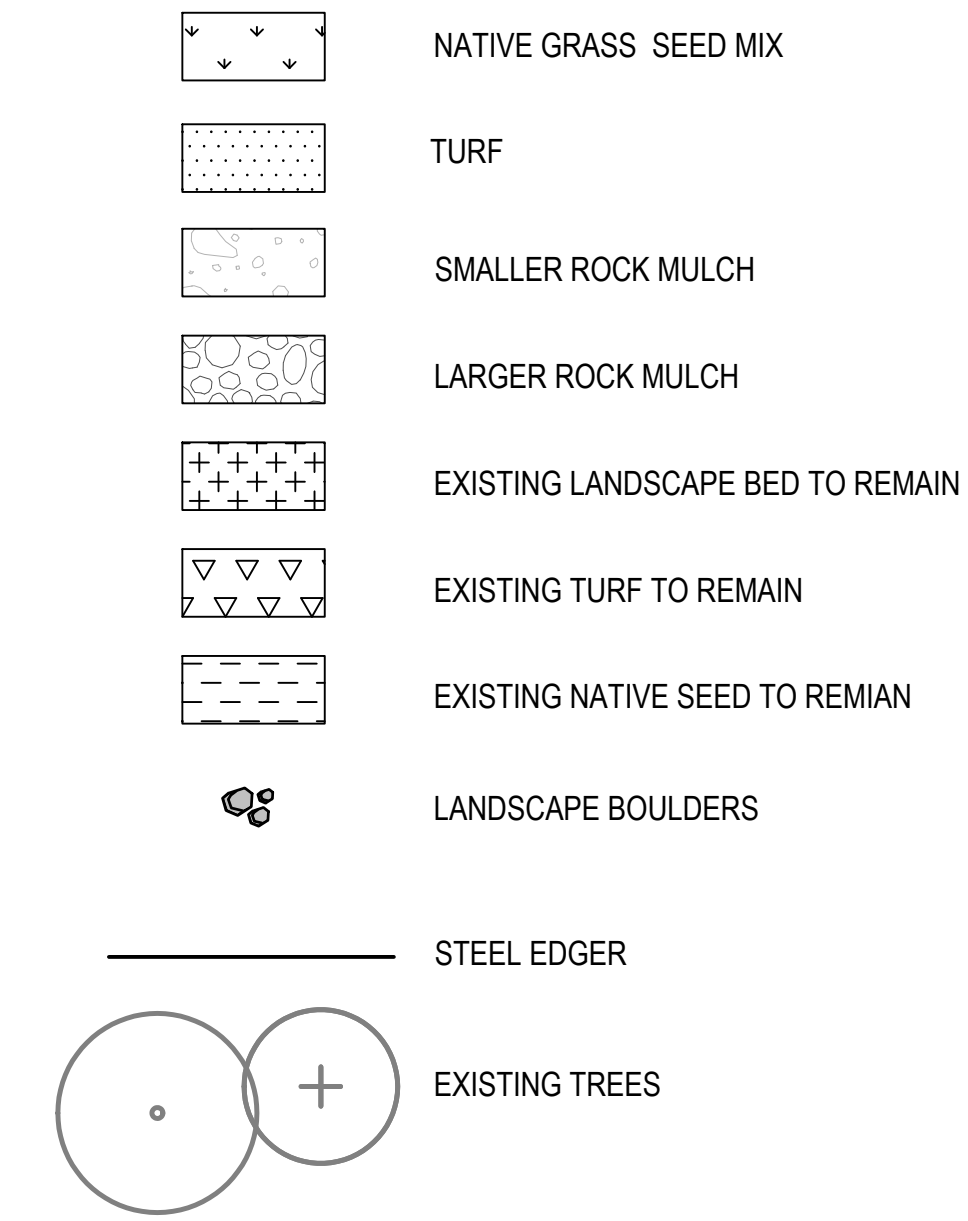 NATIVE GRASS  SEED MIX
TURF
SMALLER ROCK MULCH
LARGER ROCK MULCH
EXISTING LANDSCAPE BED TO REMAIN
EXISTING TURF TO REMAIN
EXISTING NATIVE SEED TO REMIAN
LANDSCAPE BOULDERS
STEEL EDGER
EXISTING TREES